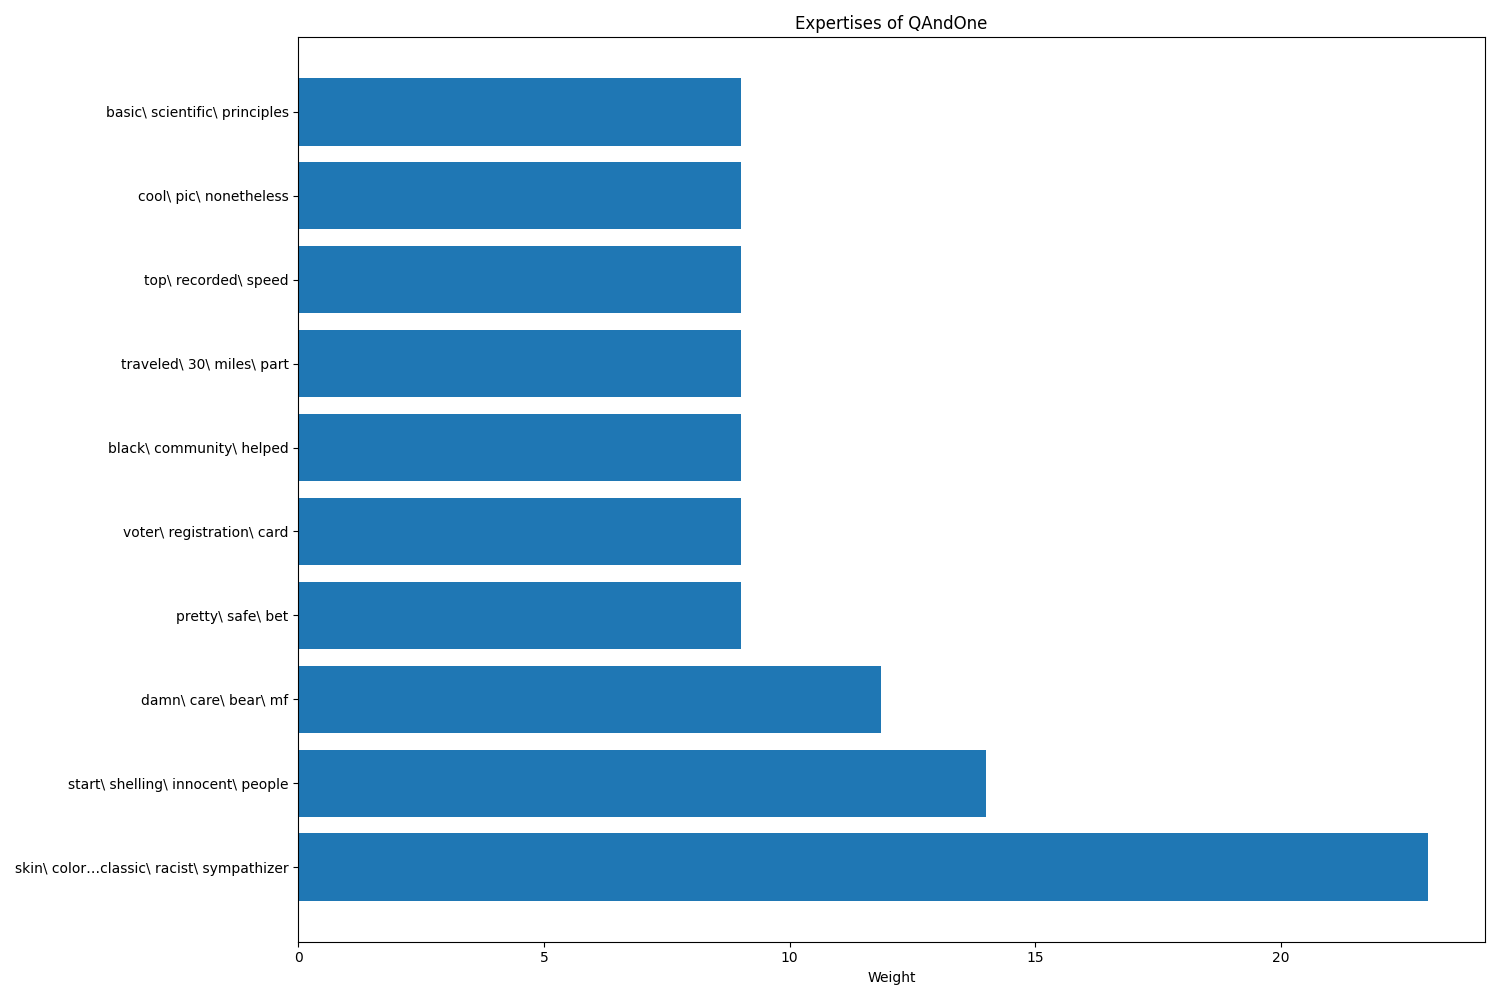 Expertises of QAndOne
basic\ scientific\ principles
cool\ pic\ nonetheless
top\ recorded\ speed
traveled\ 30\ miles\ part
black\ community\ helped
voter\ registration\ card
pretty\ safe\ bet
damn\ care\ bear\ mf
start\ shelling\ innocent\ people
skin\ color…classic\ racist\ sympathizer
0 5 10 15 20
Weight